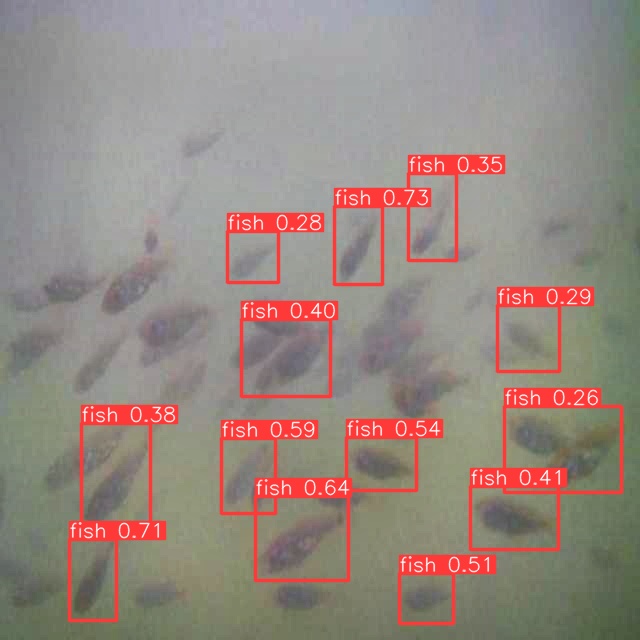 fish 0.35
fish 0.73
fish 0.28
fish 0.29
fish 0.40
fish 0.26
fish 0.38
fish 0.59
fish 0.54
fish 0.41
fish 0.64
fish 0.71
fish 0.51